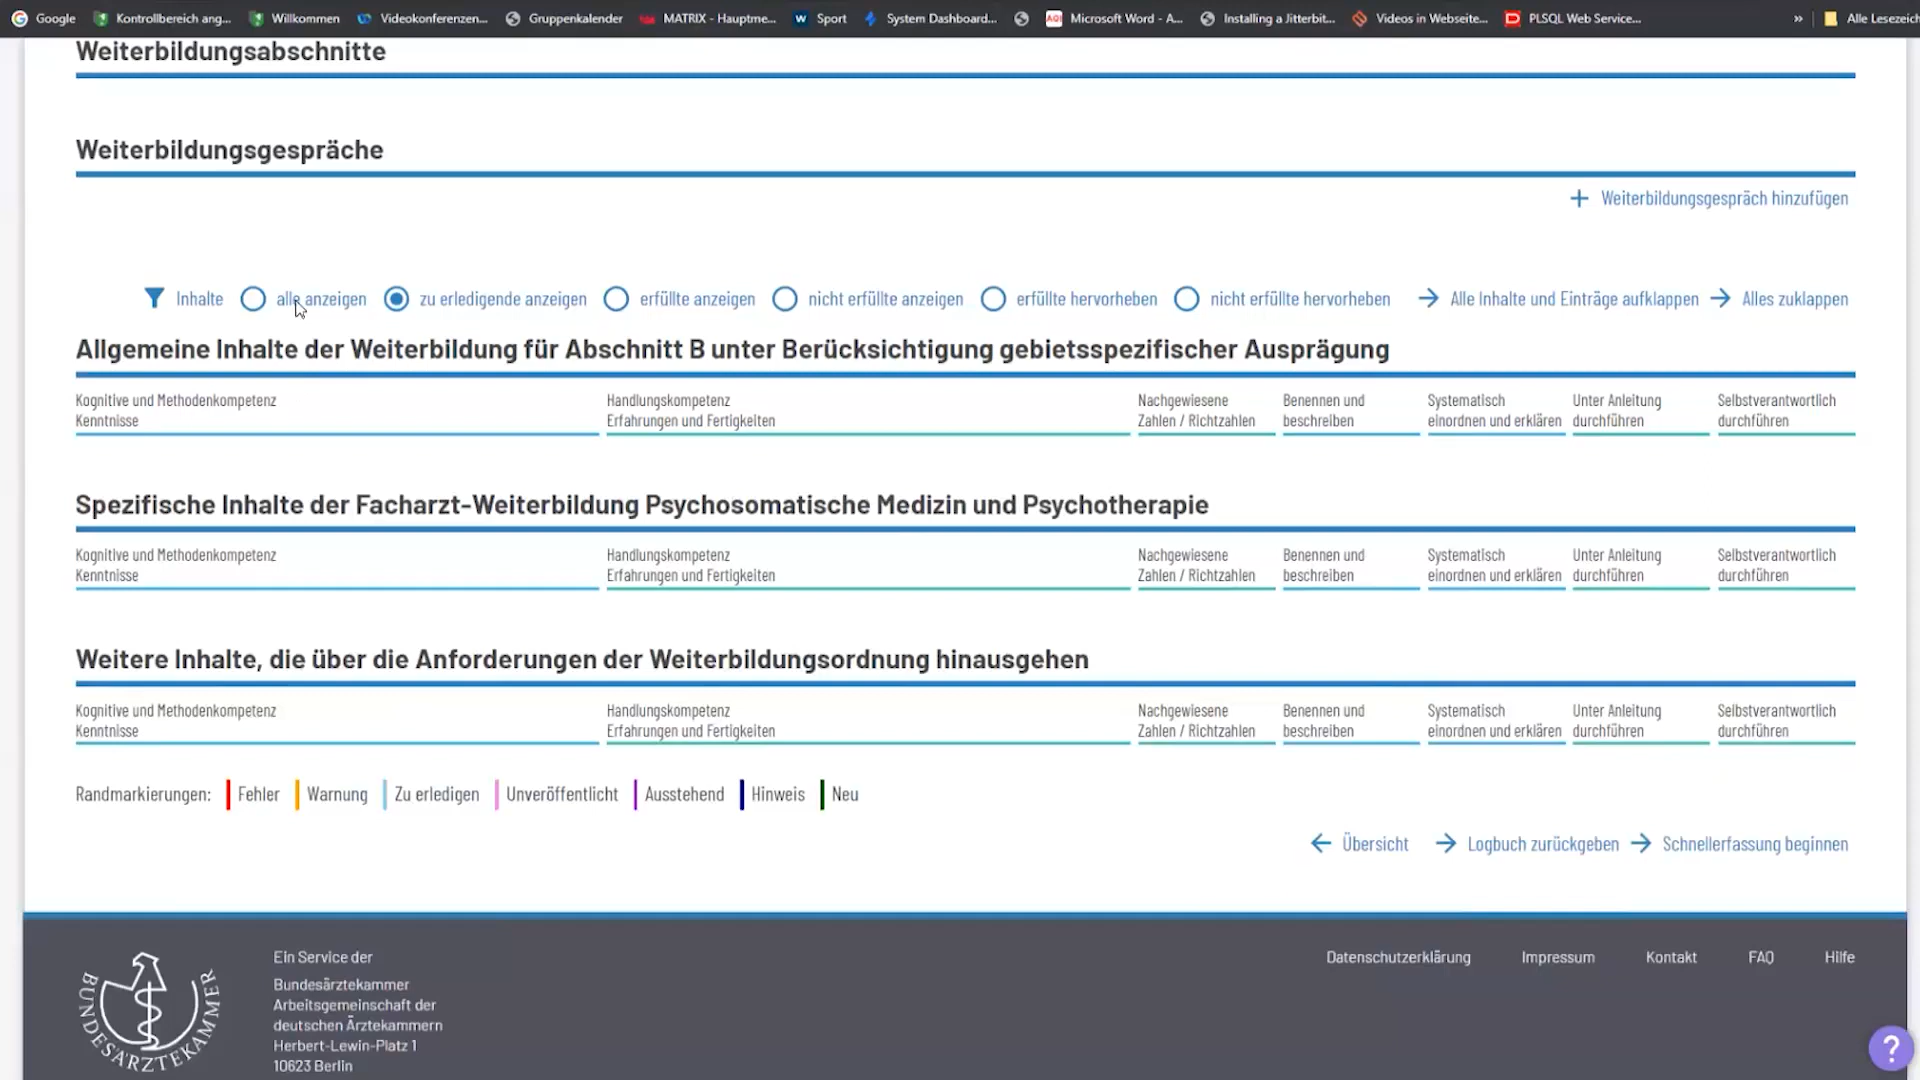 Google Kontrollbereich ang... Willkommen Videokonferenzen... Gruppenkalender MATRIX - Hauptme... Sport System Dashboard... Microsoft Word - A... Installing a Jitterbit... Videos in Webseite... PLSQL Web Service... » Alle Lesezeich
Weiterbildungsabschnitte
Weiterbildungsgespräche
+ Weiterbildungsgespräch hinzufügen
Inhalte alle anzeigen zu erledigende anzeigen erfüllte anzeigen nicht erfüllte anzeigen erfüllte hervorheben nicht erfüllte hervorheben → Alle Inhalte und Einträge aufklappen → Alles zuklappen
Allgemeine Inhalte der Weiterbildung für Abschnitt B unter Berücksichtigung gebietsspezifischer Ausprägung
Kognitive und Methodenkompetenz Handlungskompetenz Nachgewiesene Benennen und Systematisch Unter Anleitung Selbstverantwortlich
Kenntnisse Erfahrungen und Fertigkeiten Zahlen / Richtzahlen beschreiben einordnen und erklären durchführen durchführen
Spezifische Inhalte der Facharzt-Weiterbildung Psychosomatische Medizin und Psychotherapie
Kognitive und Methodenkompetenz Handlungskompetenz Nachgewiesene Benennen und Systematisch Unter Anleitung Selbstverantwortlich
Kenntnisse Erfahrungen und Fertigkeiten Zahlen / Richtzahlen beschreiben einordnen und erklären durchführen durchführen
Weitere Inhalte, die über die Anforderungen der Weiterbildungsordnung hinausgehen
Kognitive und Methodenkompetenz Handlungskompetenz Nachgewiesene Benennen und Systematisch Unter Anleitung Selbstverantwortlich
Kenntnisse Erfahrungen und Fertigkeiten Zahlen / Richtzahlen beschreiben einordnen und erklären durchführen durchführen
Randmarkierungen: Fehler Warnung Zu erledigen Unveröffentlicht Ausstehend Hinweis Neu
← Übersicht → Logbuch zurückgeben → Schnellerfassung beginnen
BUNDESÄRZTEKAMMER
Ein Service der
Bundesärztekammer
Arbeitsgemeinschaft der
deutschen Ärztekammern
Herbert-Lewin-Platz 1
10623 Berlin
Datenschutzerklärung Impressum Kontakt FAQ Hilfe
?